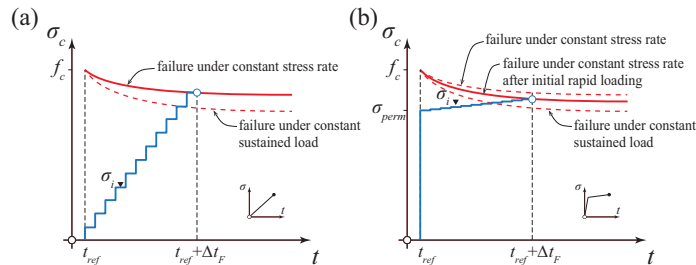 (a)
σc
fc
failure under constant stress rate
σi
failure under constant
sustained load
σ
t
tref
tref+ΔtF
t
(b)
σc
fc
failure under constant stress rate
failure under constant stress rate
after initial rapid loading
σi
σperm
failure under constant
sustained load
σ
t
tref
tref+ΔtF
t